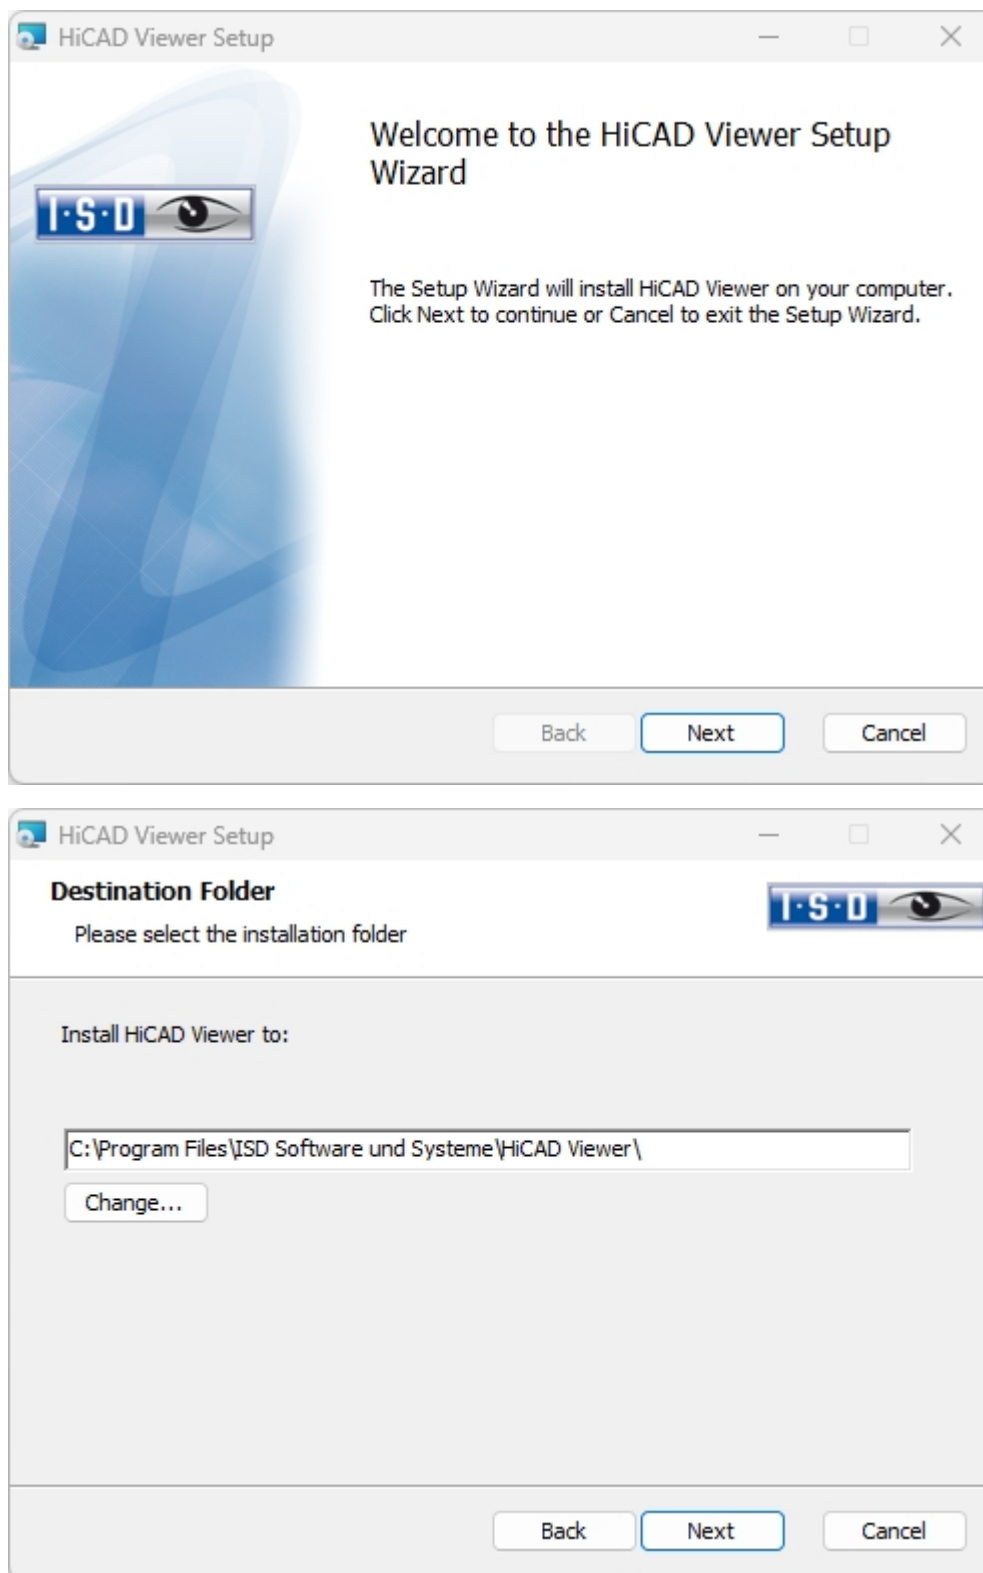 HiCAD Viewer Setup
Welcome to the HiCAD Viewer Setup
Wizard
I·S·D
The Setup Wizard will install HiCAD Viewer on your computer.
Click Next to continue or Cancel to exit the Setup Wizard.
Back Next Cancel
HiCAD Viewer Setup
Destination Folder
I·S·D
Please select the installation folder
Install HiCAD Viewer to:
C:\Program Files\ISD Software und Systeme\HiCAD Viewer\
Change...
Back Next Cancel